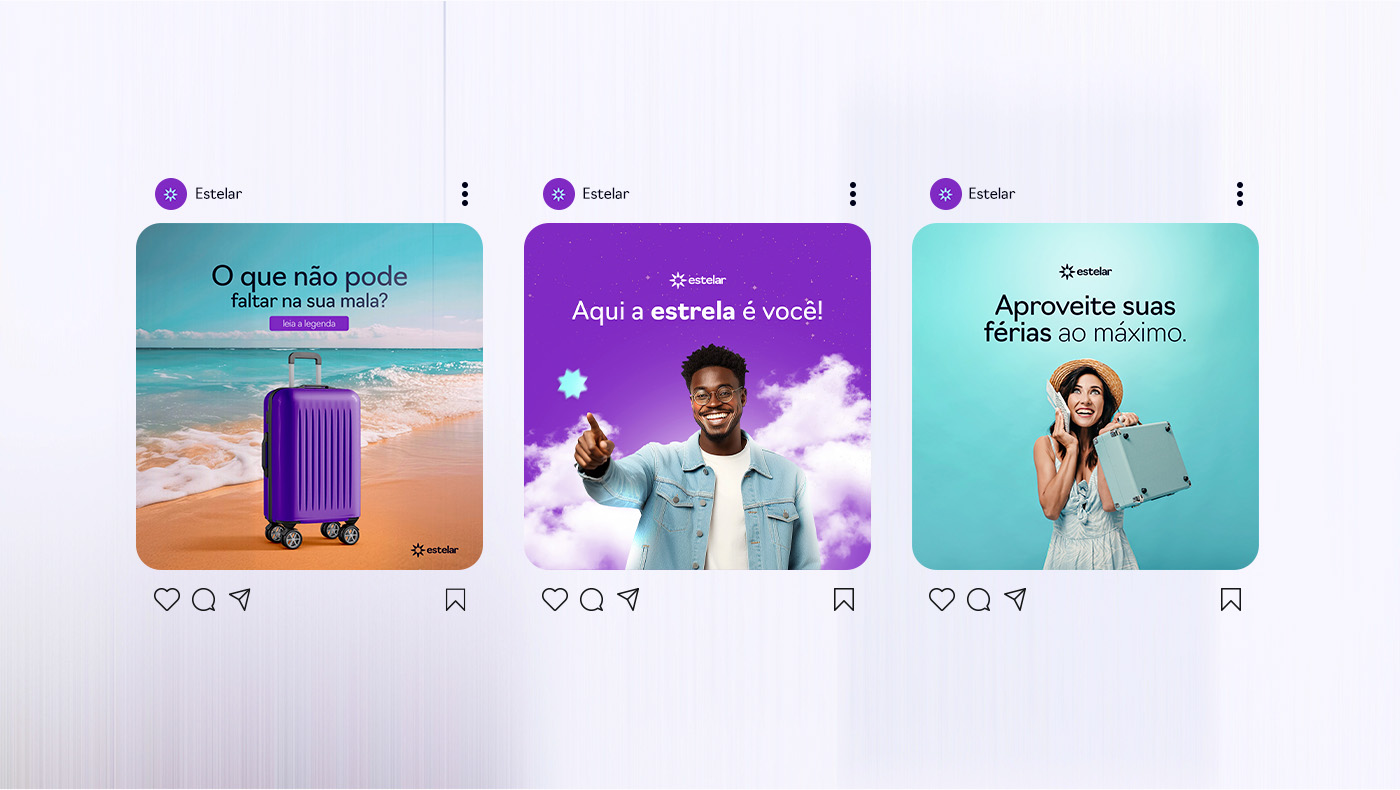 Estelar
O que não pode
faltar na sua mala?
leia a legenda
estelar
Estelar
estelar
Aqui a estrela é você!
Estelar
estelar
Aproveite suas
férias ao máximo.